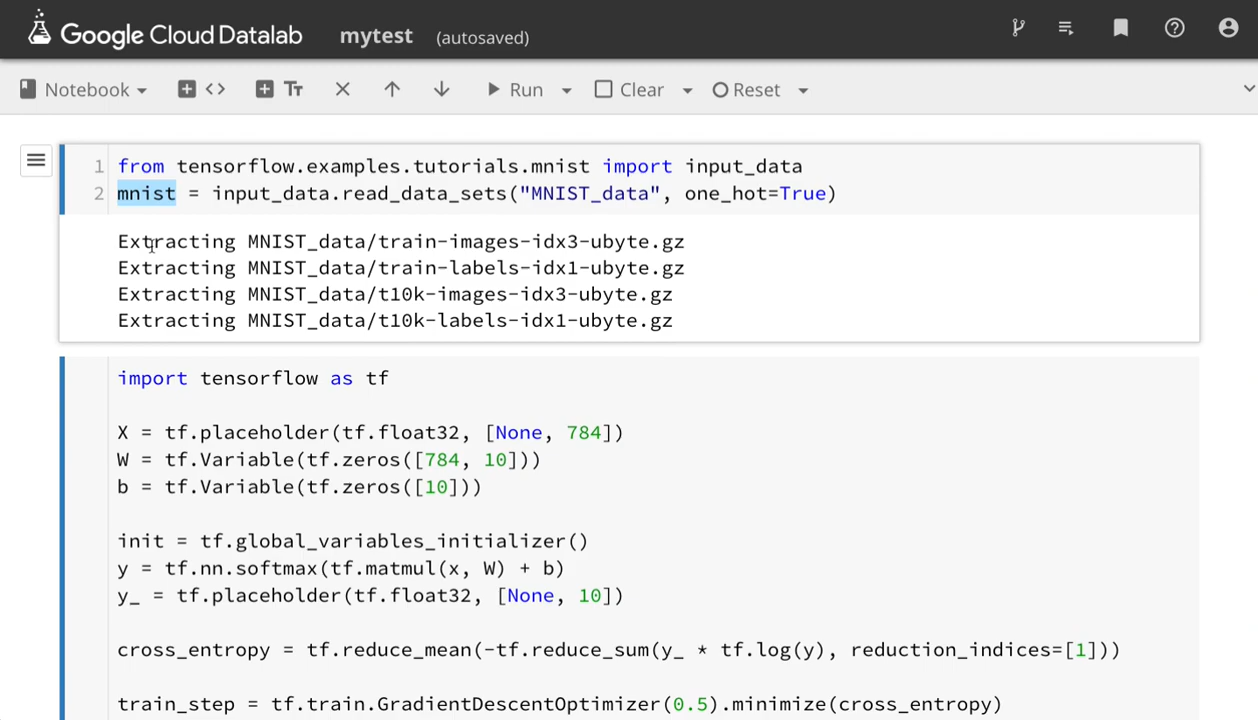 Google Cloud Datalab mytest (autosaved)
Notebook Tт Run Clear Reset
1 from tensorflow.examples.tutorials.mnist import input_data
2 mnist = input_data.read_data_sets("MNIST_data", one_hot=True)
Extracting MNIST_data/train-images-idx3-ubyte.gz
Extracting MNIST_data/train-labels-idx1-ubyte.gz
Extracting MNIST_data/t10k-images-idx3-ubyte.gz
Extracting MNIST_data/t10k-labels-idx1-ubyte.gz
import tensorflow as tf
X = tf.placeholder(tf.float32, [None, 784])
W = tf.Variable(tf.zeros([784, 10]))
b = tf.Variable(tf.zeros([10]))
init = tf.global_variables_initializer()
y = tf.nn.softmax(tf.matmul(x, W) + b)
y_ = tf.placeholder(tf.float32, [None, 10])
cross_entropy = tf.reduce_mean(-tf.reduce_sum(y_ * tf.log(y), reduction_indices=[1]))
train_step = tf.train.GradientDescentOptimizer(0.5).minimize(cross_entropy)